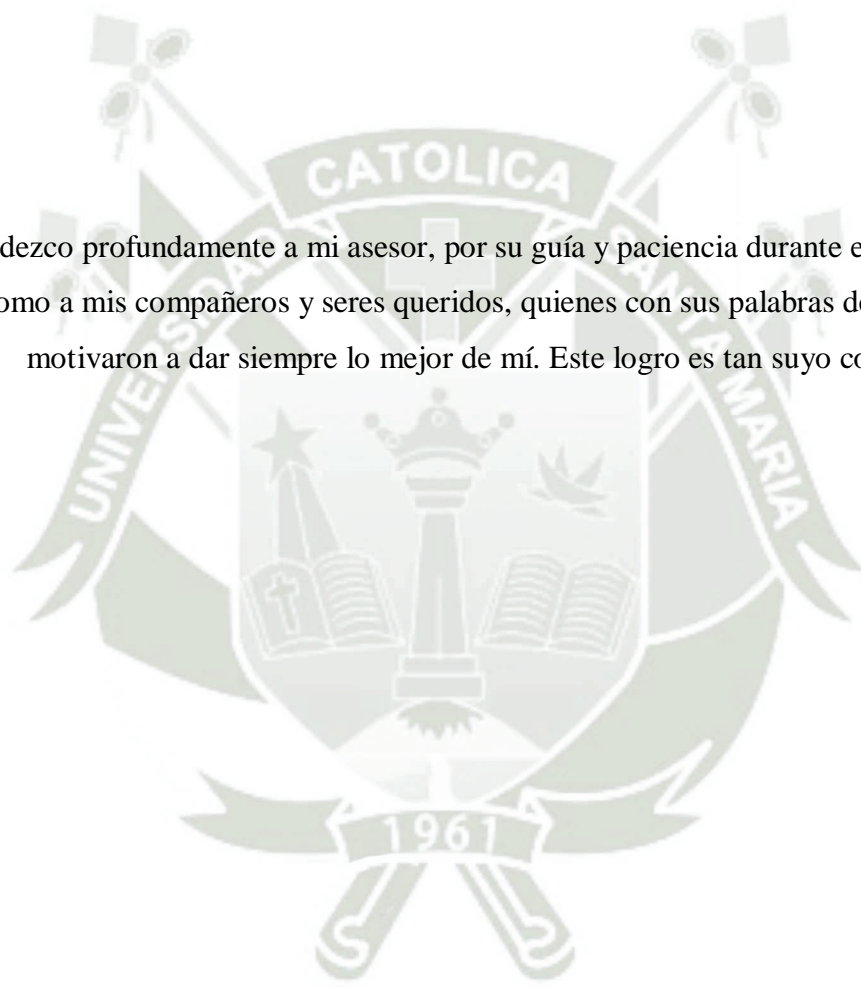 CATOLICA
UNIVERSIDAD
SANTA MARIA
dezco profundamente a mi asesor, por su guía y paciencia durante e
omo a mis compañeros y seres queridos, quienes con sus palabras d
motivaron a dar siempre lo mejor de mí. Este logro es tan suyo co
1961